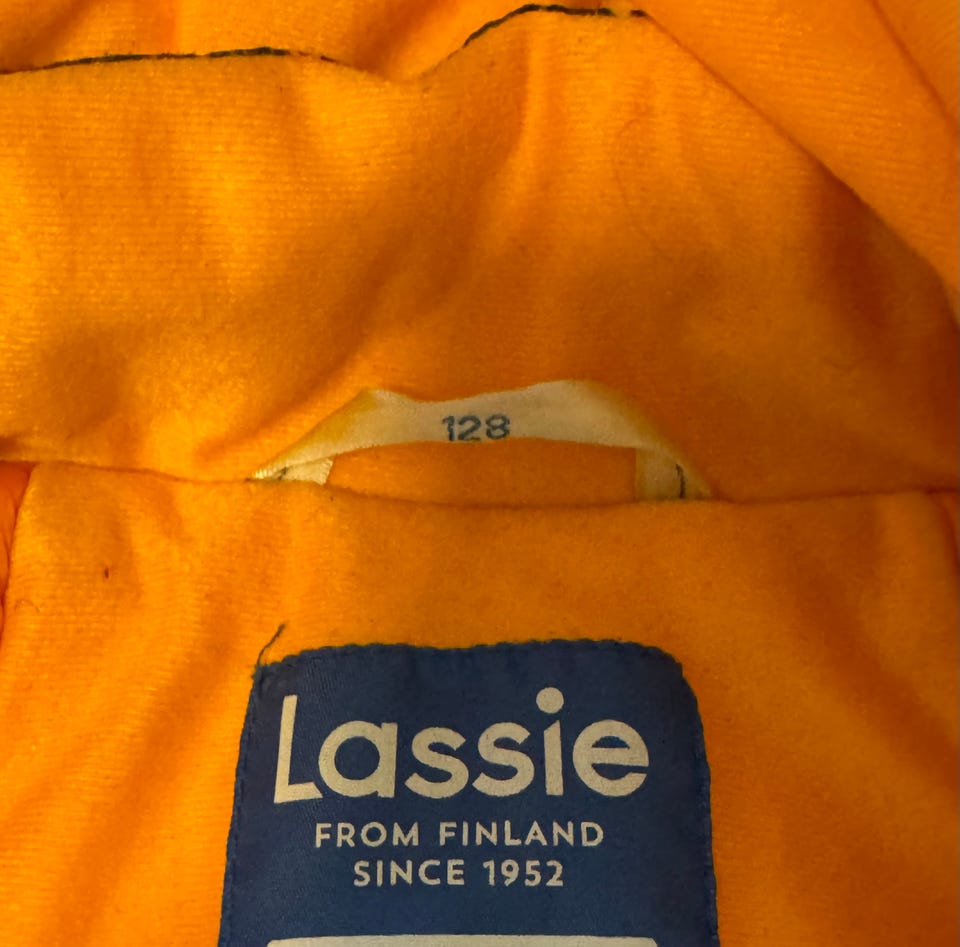 128
Lassie
FROM FINLAND
SINCE 1952